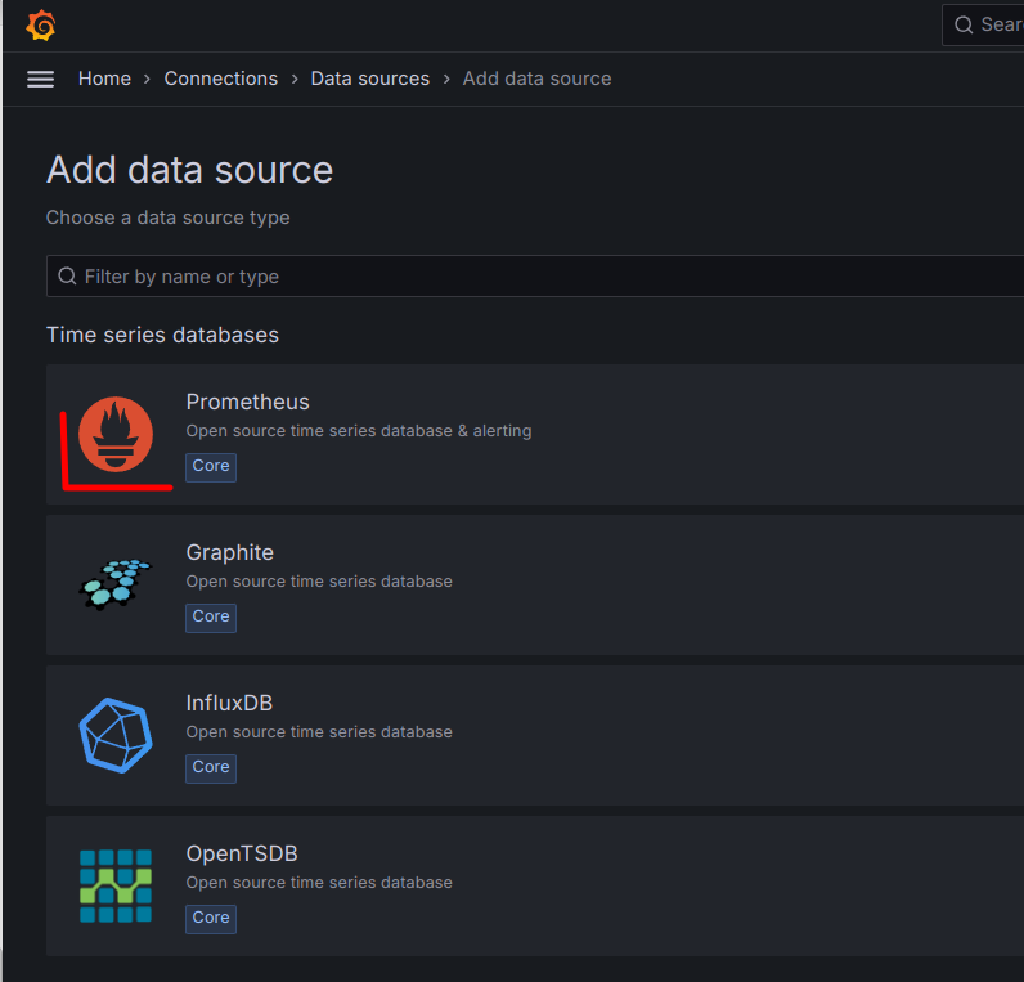 Home › Connections › Data sources › Add data source
Add data source
Choose a data source type
Filter by name or type
Time series databases
Prometheus
Open source time series database & alerting
Core
Graphite
Open source time series database
Core
InfluxDB
Open source time series database
Core
OpenTSDB
Open source time series database
Core